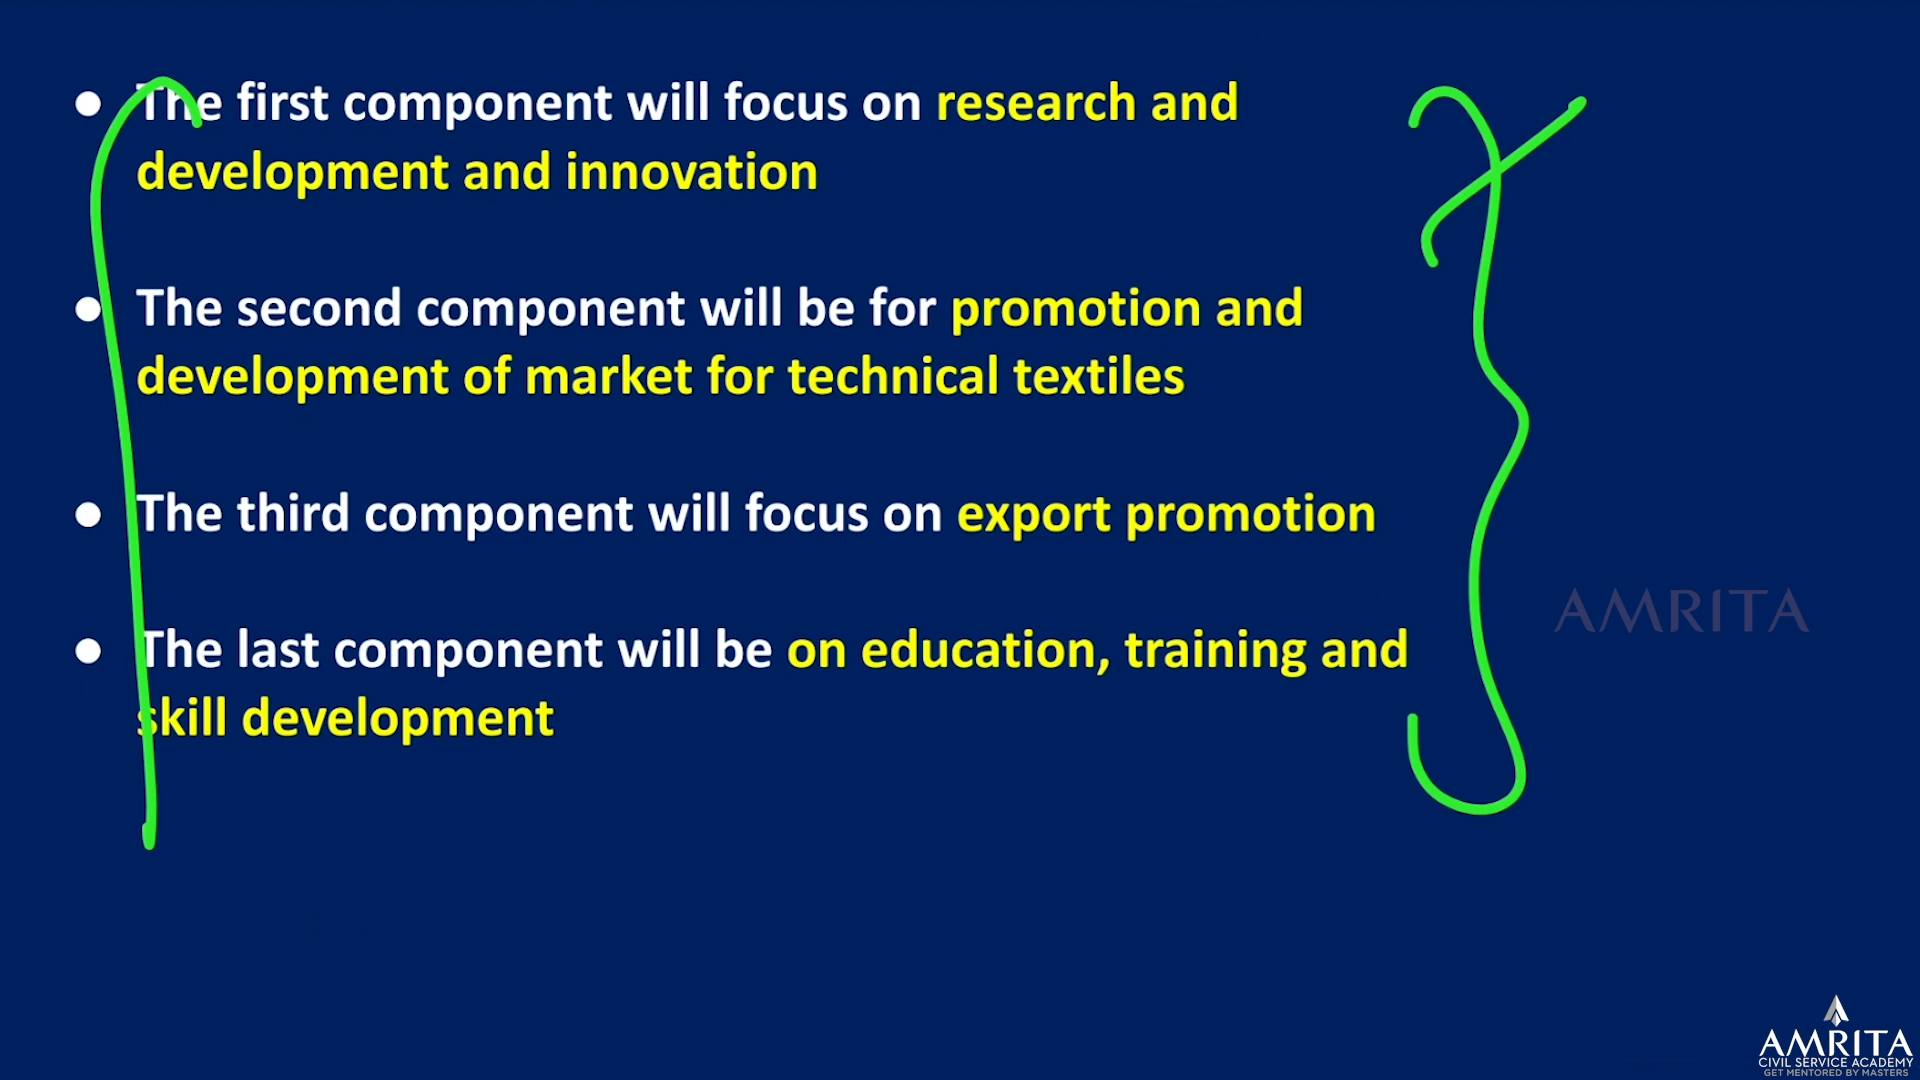 ● The first component will focus on research and
development and innovation
● The second component will be for promotion and
development of market for technical textiles
● The third component will focus on export promotion
● The last component will be on education, training and
skill development
AMRITA
AMRITA
CIVIL SERVICE ACADEMY
GET MENTORED BY MASTERS